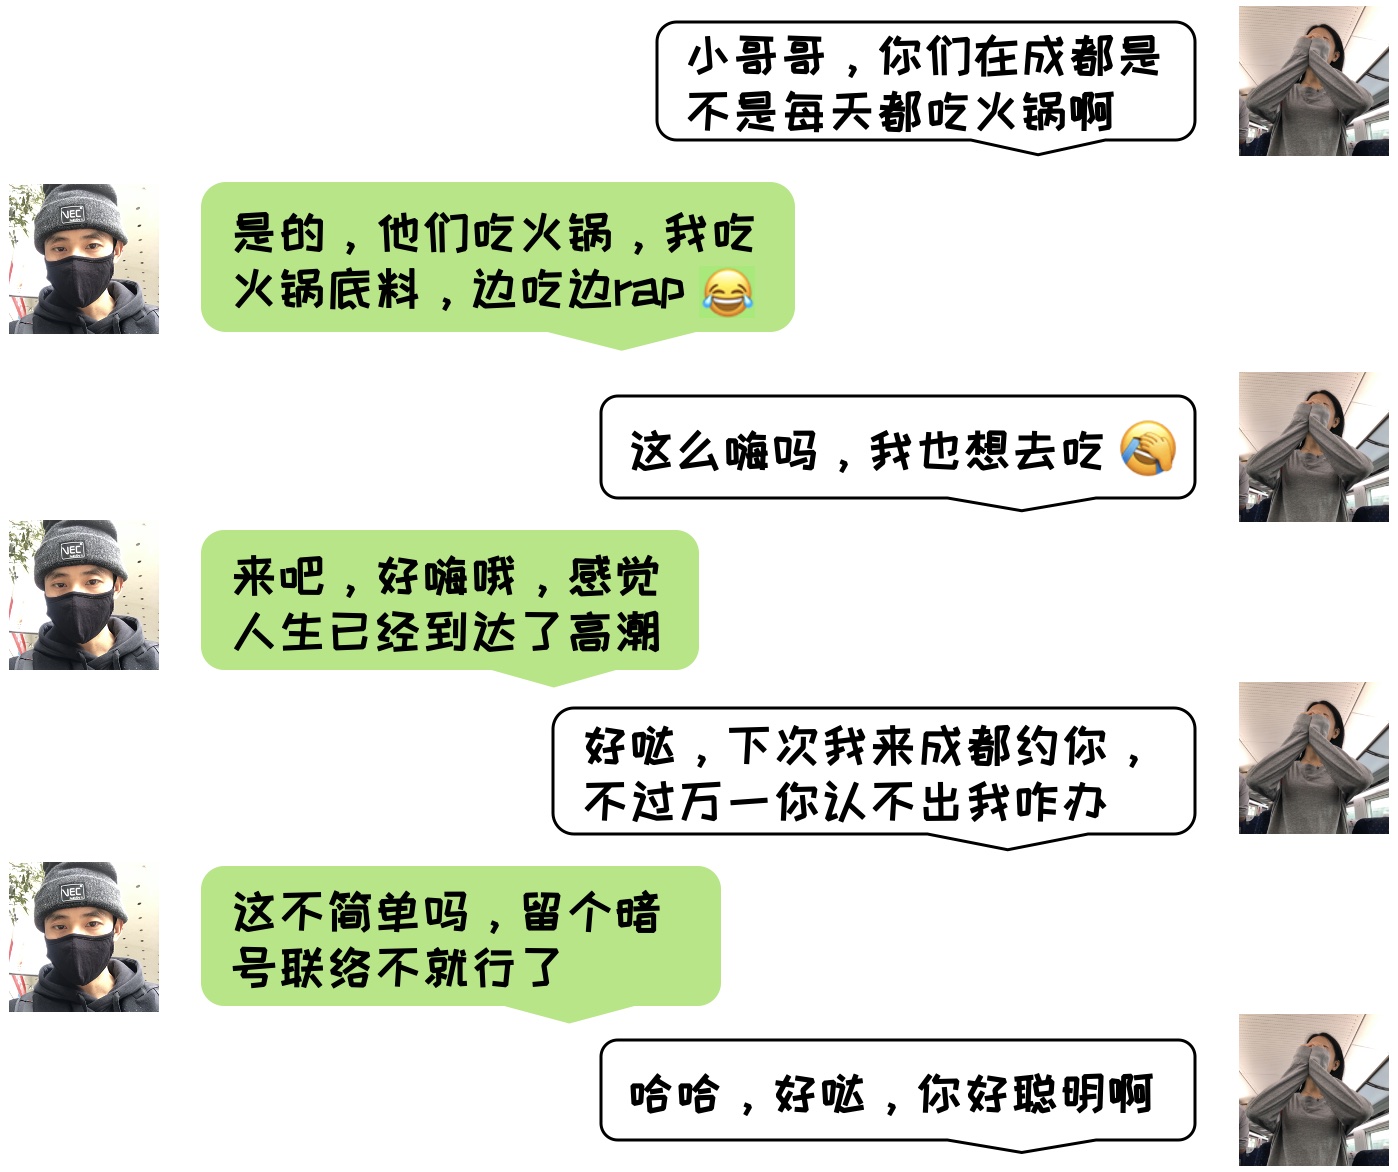 小哥哥，你们在成都是
不是每天都吃火锅啊
是的，他们吃火锅，我吃
火锅底料，边吃边rap😂
这么嗨吗，我也想去吃🤦
来吧，好嗨哦，感觉
人生已经到达了高潮
好哒，下次我来成都约你，
不过万一你认不出我咋办
这不简单吗，留个暗
号联络不就行了
哈哈，好哒，你好聪明啊